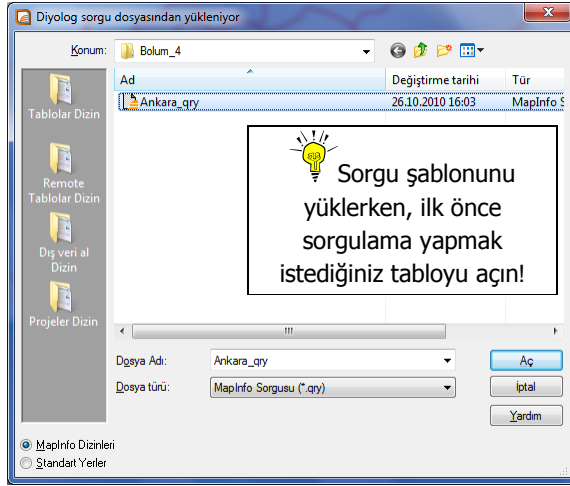 Diyolog sorgu dosyasından yükleniyor
Konum: Bolum_4
Ad Değiştirme tarihi Tür
Ankara_qry 26.10.2010 16:03 MapInfo S
Tablolar Dizin
Remote
Tablolar Dizin
Dış veri al
Dizin
Projeler Dizin
Sorgu şablonunu
yüklerken, ilk önce
sorgulama yapmak
istediğiniz tabloyu açın!
Dosya Adı: Ankara_qry Aç
Dosya türü: MapInfo Sorgusu (*.qry) İptal
Yardım
MapInfo Dizinleri
Standart Yerler